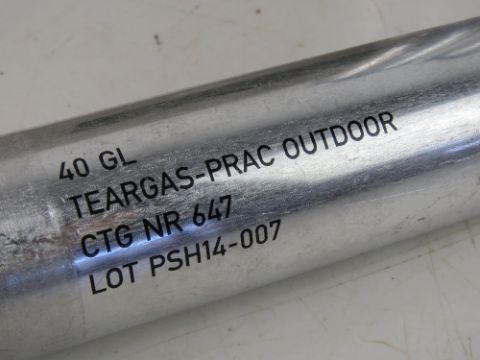 40 GL
TEARGAS-PRAC OUTDOOR
CTG NR 647
LOT PSH14-007